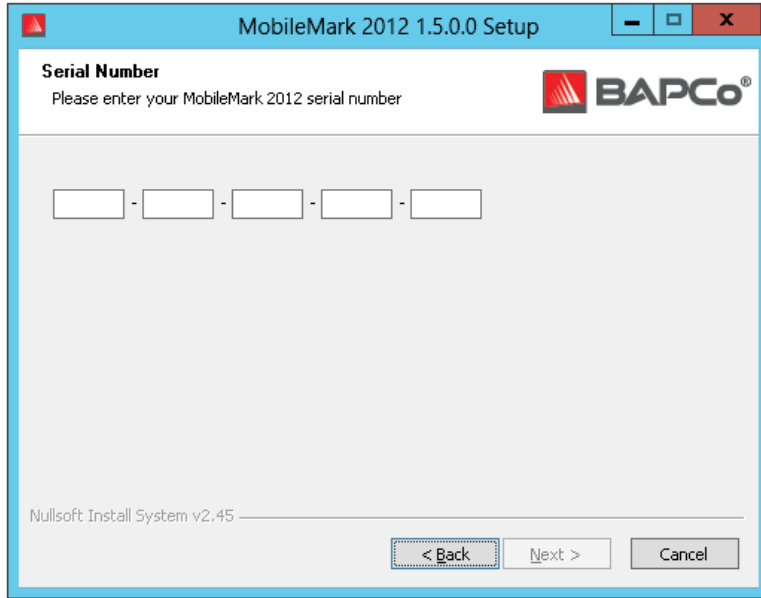 MobileMark 2012 1.5.0.0 Setup
Serial Number
Please enter your MobileMark 2012 serial number
BAPCo®
- - - -
Nullsoft Install System v2.45
< Back
Next >
Cancel